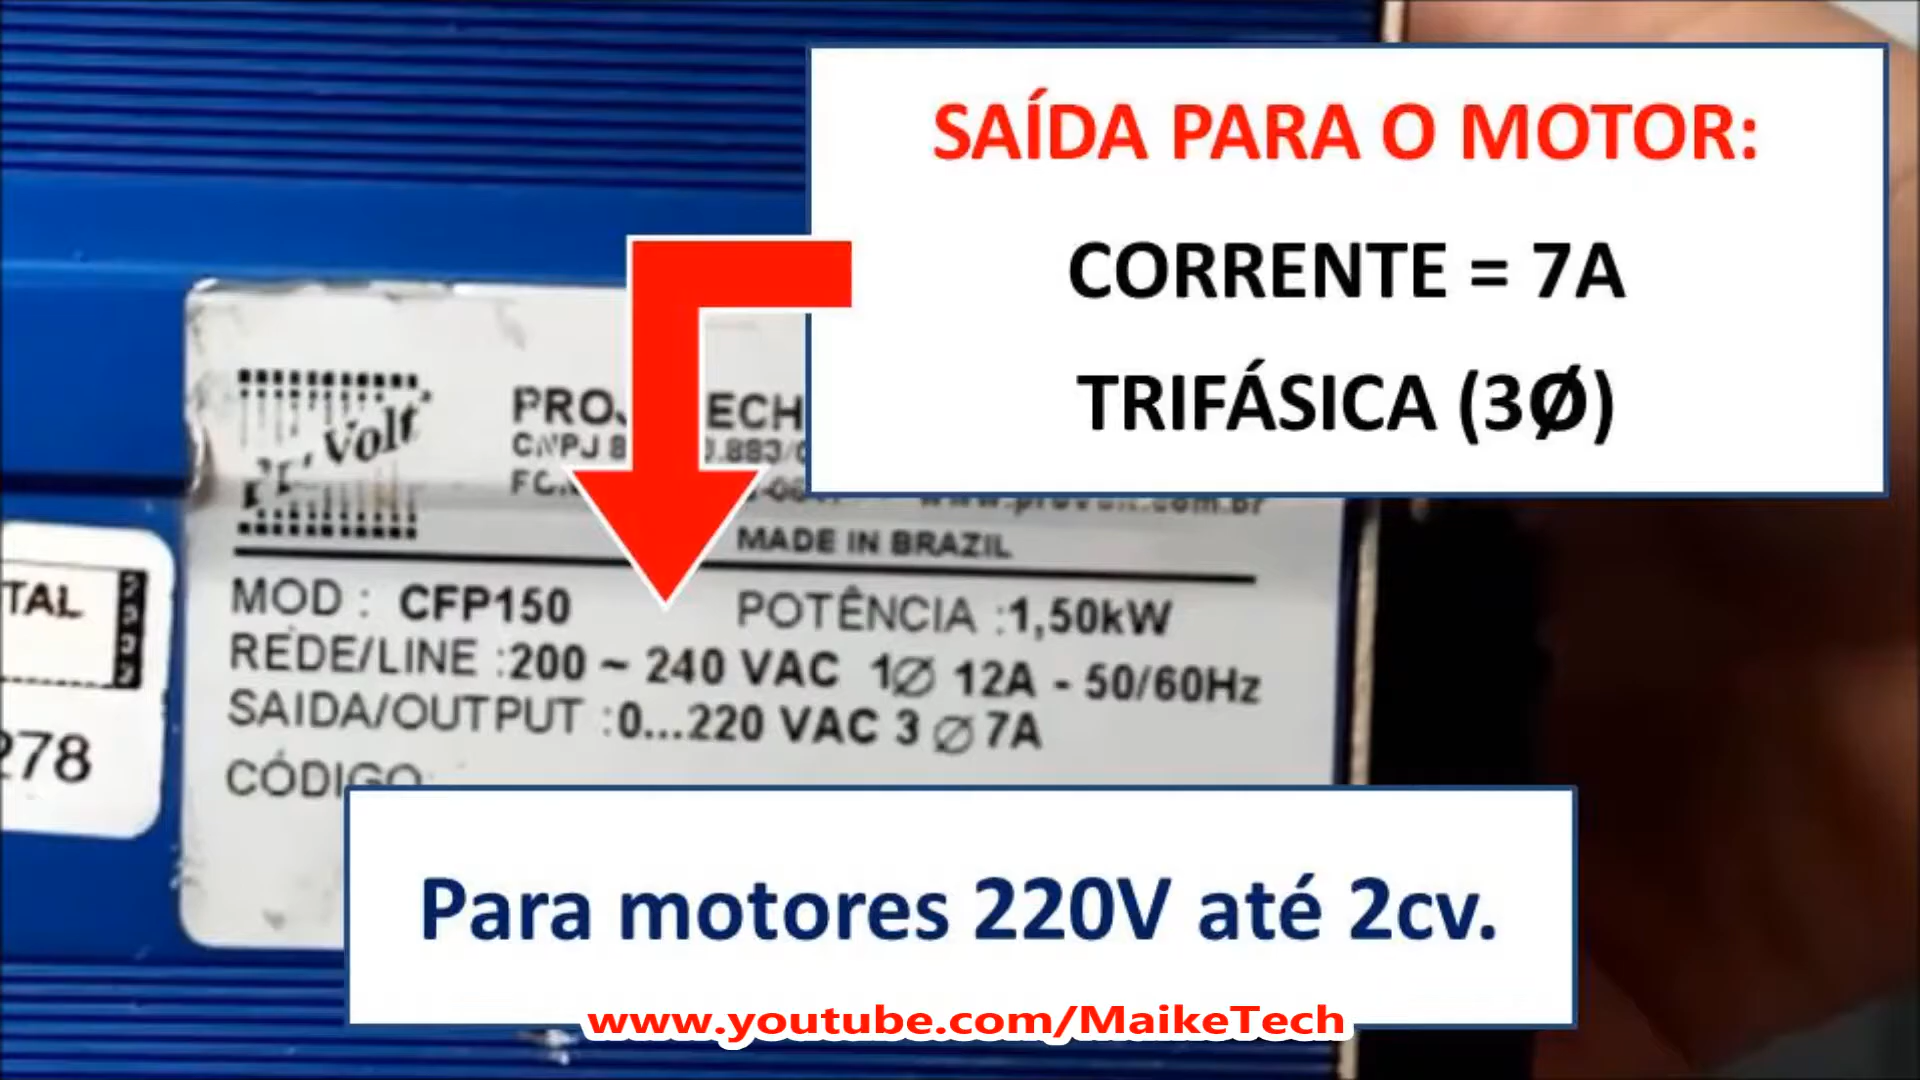 SAÍDA PARA O MOTOR:
CORRENTE = 7A
TRIFÁSICA (3Ø)
Volt
MADE IN BRAZIL
MOD : CFP150 POTÊNCIA :1,50kW
REDE/LINE :200 ~ 240 VAC 1Ø 12A - 50/60Hz
SAIDA/OUTPUT :0...220 VAC 3 Ø 7A
CÓDIGO:
TAL
278
Para motores 220V até 2cv.
www.youtube.com/MaikeTech